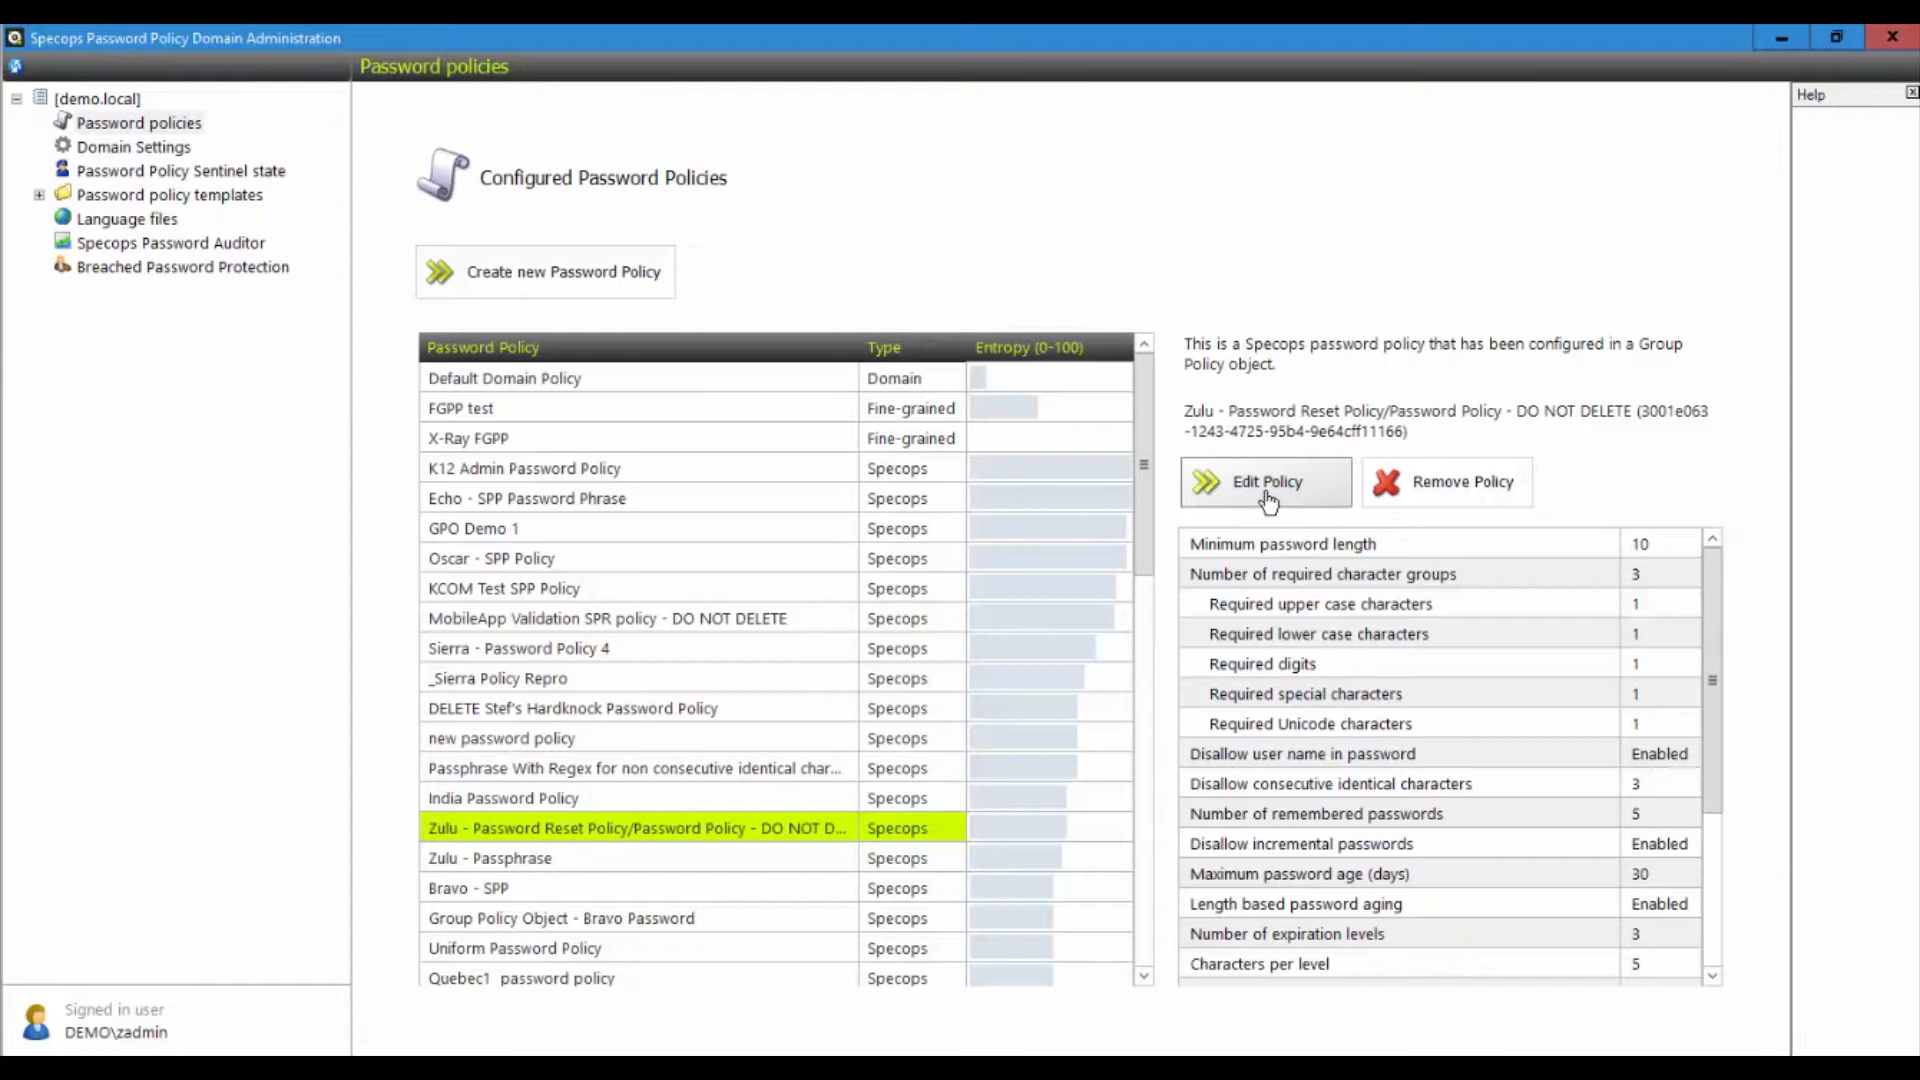 Specops Password Policy Domain Administration
Password policies
[demo.local]
Password policies
Domain Settings
Password Policy Sentinel state
Password policy templates
Language files
Specops Password Auditor
Breached Password Protection
Signed in user
DEMO\zadmin
Configured Password Policies
Create new Password Policy
Password Policy Type Entropy (0-100)
Default Domain Policy Domain
FGPP test Fine-grained
X-Ray FGPP Fine-grained
K12 Admin Password Policy Specops
Echo - SPP Password Phrase Specops
GPO Demo 1 Specops
Oscar - SPP Policy Specops
KCOM Test SPP Policy Specops
MobileApp Validation SPR policy - DO NOT DELETE Specops
Sierra - Password Policy 4 Specops
_Sierra Policy Repro Specops
DELETE Stef's Hardknock Password Policy Specops
new password policy Specops
Passphrase With Regex for non consecutive identical char... Specops
India Password Policy Specops
Zulu - Password Reset Policy/Password Policy - DO NOT D... Specops
Zulu - Passphrase Specops
Bravo - SPP Specops
Group Policy Object - Bravo Password Specops
Uniform Password Policy Specops
Quebec1 password policy Specops
This is a Specops password policy that has been configured in a Group
Policy object.
Zulu - Password Reset Policy/Password Policy - DO NOT DELETE (3001e063
-1243-4725-95b4-9e64cff11166)
Edit Policy
Remove Policy
Minimum password length 10
Number of required character groups 3
Required upper case characters 1
Required lower case characters 1
Required digits 1
Required special characters 1
Required Unicode characters 1
Disallow user name in password Enabled
Disallow consecutive identical characters 3
Number of remembered passwords 5
Disallow incremental passwords Enabled
Maximum password age (days) 30
Length based password aging Enabled
Number of expiration levels 3
Characters per level 5
Help